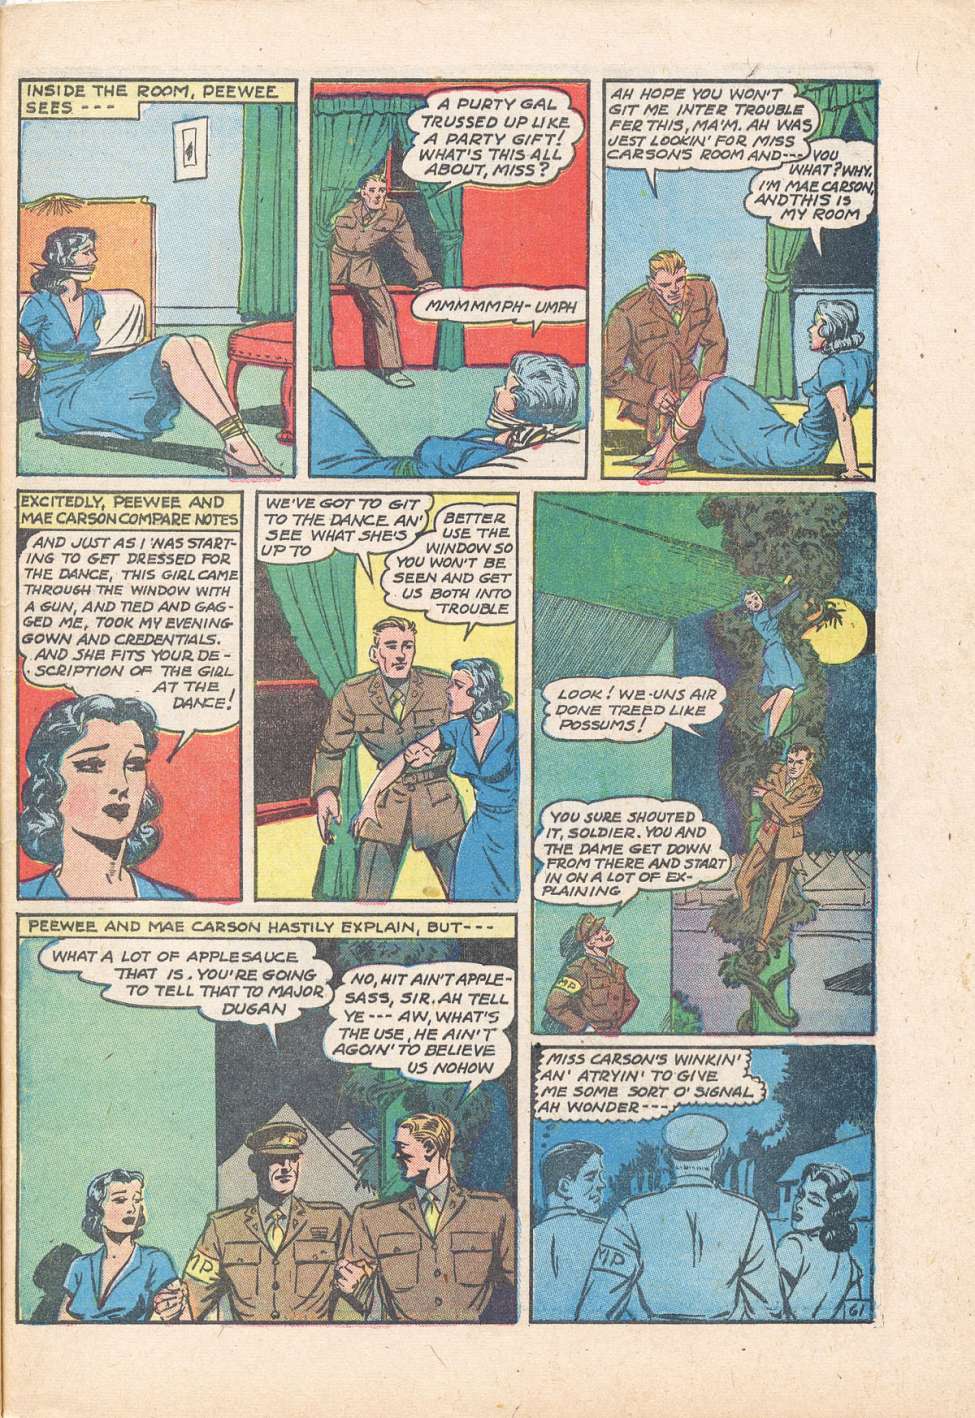 INSIDE THE ROOM, PEEWEE
SEES ---
A PURTY GAL
TRUSSED UP LIKE
A PARTY GIFT!
WHAT'S THIS ALL
ABOUT, MISS?
MMMMMPH-UMPH
AH HOPE YOU WON'T
GIT ME INTER TROUBLE
FER THIS, MA'M. AH WAS
JEST LOOKIN' FOR MISS
CARSON'S ROOM AND---
YOU
WHAT? WHY,
I'M MAE CARSON,
AND THIS IS
MY ROOM
EXCITEDLY, PEEWEE AND
MAE CARSON COMPARE NOTES
AND JUST AS I WAS START-
ING TO GET DRESSED FOR
THE DANCE, THIS GIRL CAME
THROUGH THE WINDOW WITH
A GUN, AND TIED AND GAG-
GED ME, TOOK MY EVENING
GOWN AND CREDENTIALS.
AND SHE FITS YOUR DE-
SCRIPTION OF THE GIRL
AT THE
DANCE!
WE'VE GOT TO GIT
TO THE DANCE AN'
SEE WHAT SHE'S
UP TO
BETTER
USE THE
WINDOW SO
YOU WON'T BE
SEEN AND GET
US BOTH INTO
TROUBLE
LOOK! WE-UNS AIR
DONE TREED LIKE
POSSUMS!
YOU SURE SHOUTED
IT, SOLDIER. YOU AND
THE DAME GET DOWN
FROM THERE AND START
IN ON A LOT OF EX-
PLAINING
MP
PEEWEE AND MAE CARSON HASTILY EXPLAIN, BUT---
WHAT A LOT OF APPLESAUCE
THAT IS. YOU'RE GOING
TO TELL THAT TO MAJOR
DUGAN
NO, HIT AIN'T APPLE-
SASS, SIR. AH TELL
YE --- AW, WHAT'S
THE USE, HE AIN'T
AGOIN' TO BELIEVE
US NOHOW
MP
MISS CARSON'S WINKIN'
AN' ATRYIN' TO GIVE
ME SOME SORT O' SIGNAL
AH WONDER---
MP
61